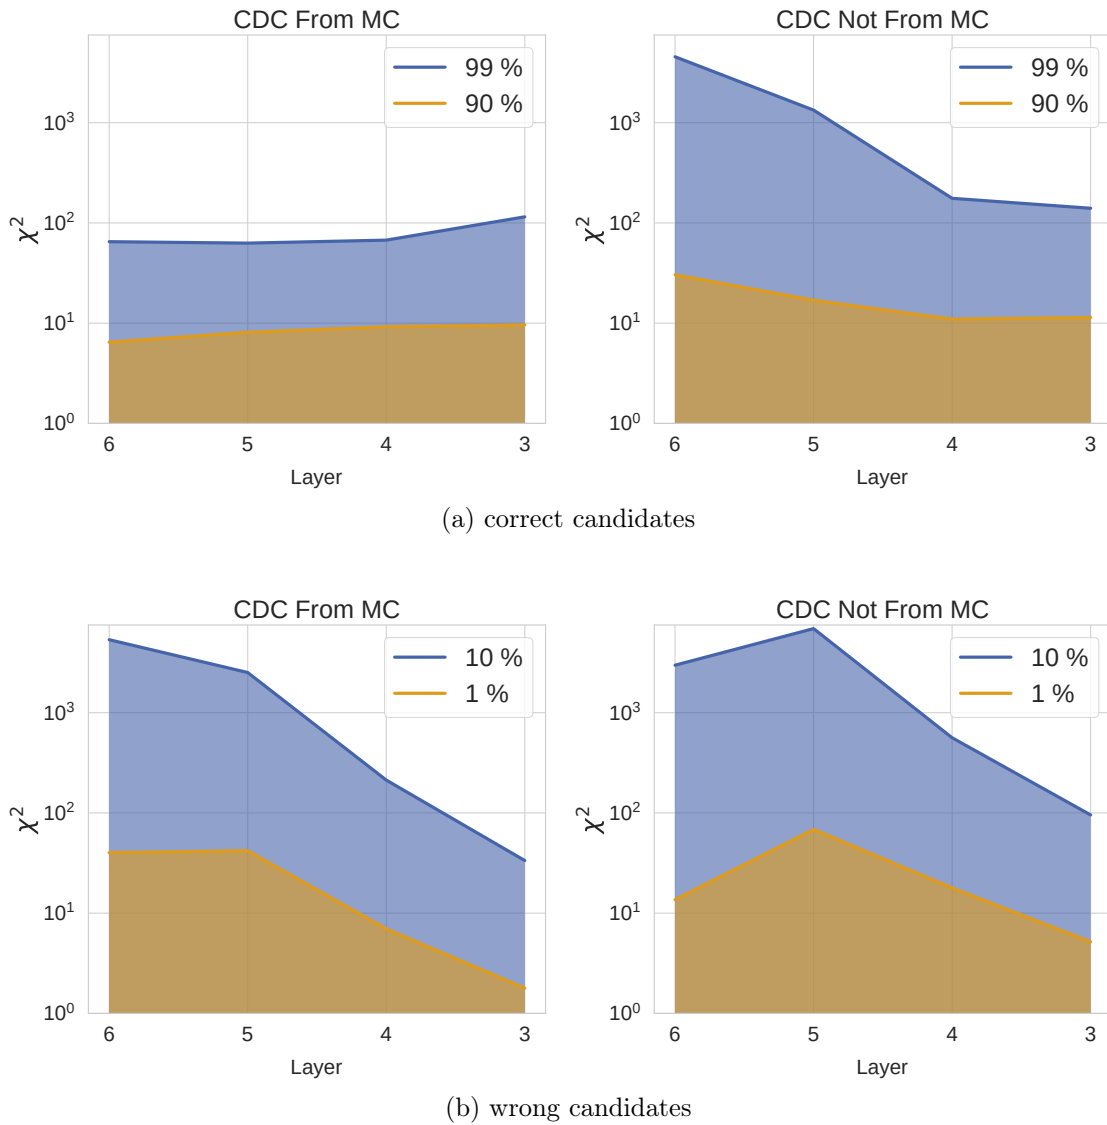 CDC From MC
CDC Not From MC
99 %
90 %
99 %
90 %
10³
10²
10¹
10⁰
χ²
6 5 4 3
Layer
10³
10²
10¹
10⁰
χ²
6 5 4 3
Layer
(a) correct candidates
CDC From MC
CDC Not From MC
10 %
1 %
10 %
1 %
10³
10²
10¹
10⁰
χ²
6 5 4 3
Layer
10³
10²
10¹
10⁰
χ²
6 5 4 3
Layer
(b) wrong candidates